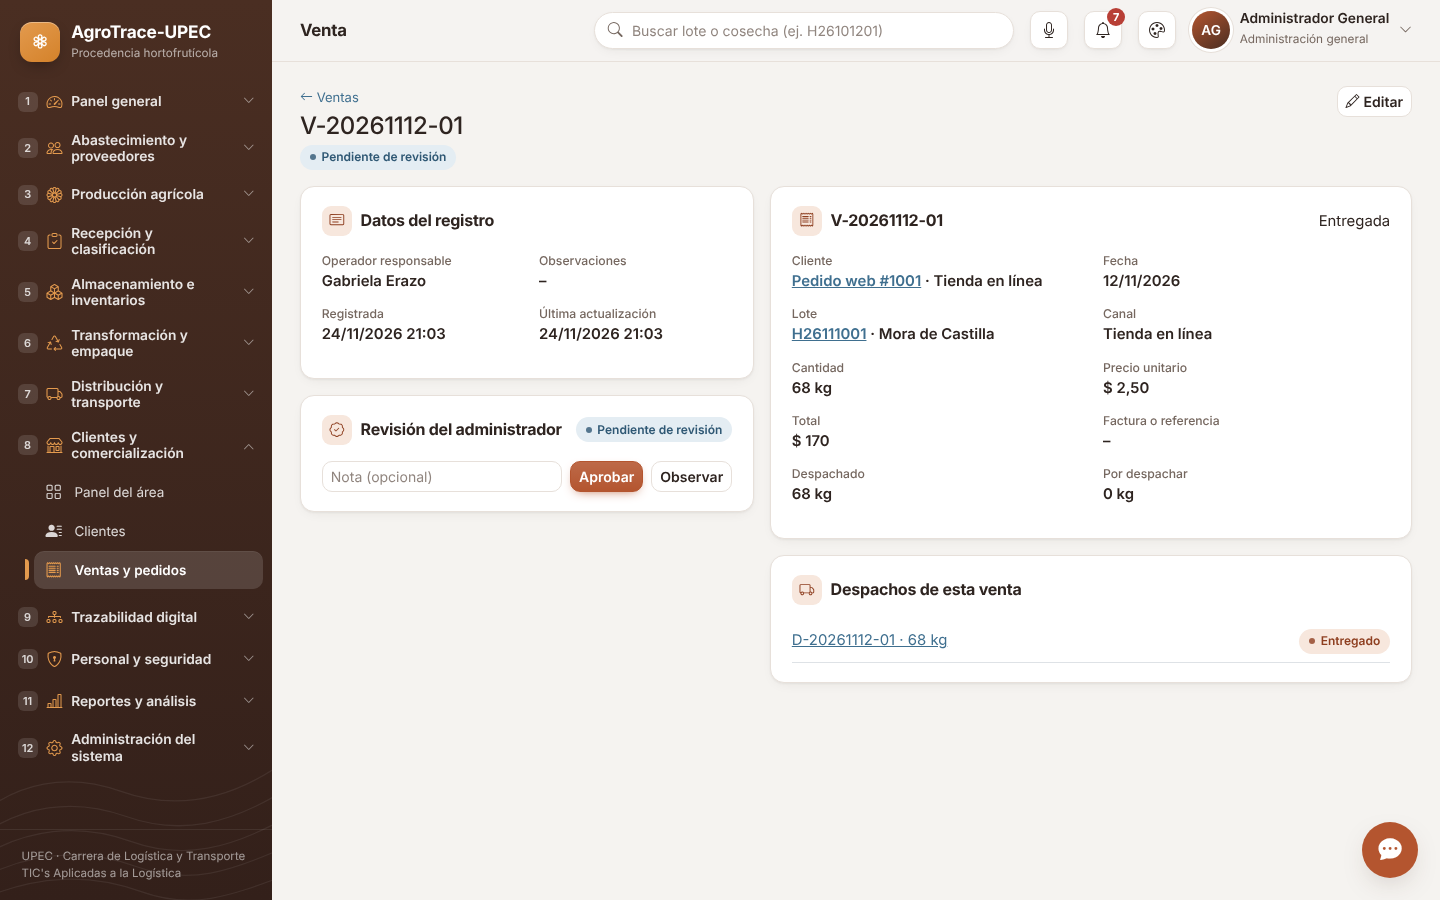 AgroTrace-UPEC
Procedencia hortofrutícola
1 Panel general
2 Abastecimiento y
proveedores
3 Producción agrícola
4 Recepción y
clasificación
5 Almacenamiento e
inventarios
6 Transformación y
empaque
7 Distribución y
transporte
8 Clientes y
comercialización
Panel del área
Clientes
Ventas y pedidos
9 Trazabilidad digital
10 Personal y seguridad
11 Reportes y análisis
12 Administración del
sistema
UPEC · Carrera de Logística y Transporte
TIC's Aplicadas a la Logística
Venta
Buscar lote o cosecha (ej. H26101201)
7
AG
Administrador General
Administración general
← Ventas
V-20261112-01
Pendiente de revisión
Editar
Datos del registro
Operador responsable
Gabriela Erazo
Observaciones
–
Registrada
24/11/2026 21:03
Última actualización
24/11/2026 21:03
Revisión del administrador
Pendiente de revisión
Nota (opcional)
Aprobar
Observar
V-20261112-01
Entregada
Cliente
Pedido web #1001 · Tienda en línea
Fecha
12/11/2026
Lote
H26111001 · Mora de Castilla
Canal
Tienda en línea
Cantidad
68 kg
Precio unitario
$ 2,50
Total
$ 170
Factura o referencia
–
Despachado
68 kg
Por despachar
0 kg
Despachos de esta venta
D-20261112-01 · 68 kg
Entregado